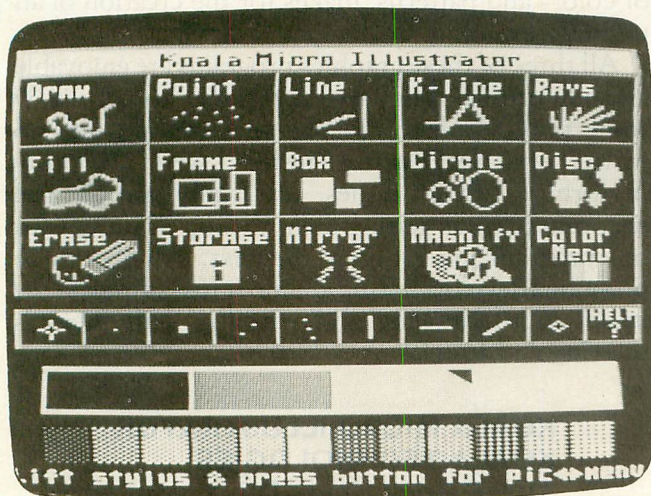 Koala Micro Illustrator
Draw Point Line K-line Rays
Fill Frame Box Circle Disc
Erase Storage Mirror Magnify Color
Menu
HELP
?
Lift stylus & press button for pic<>Menu